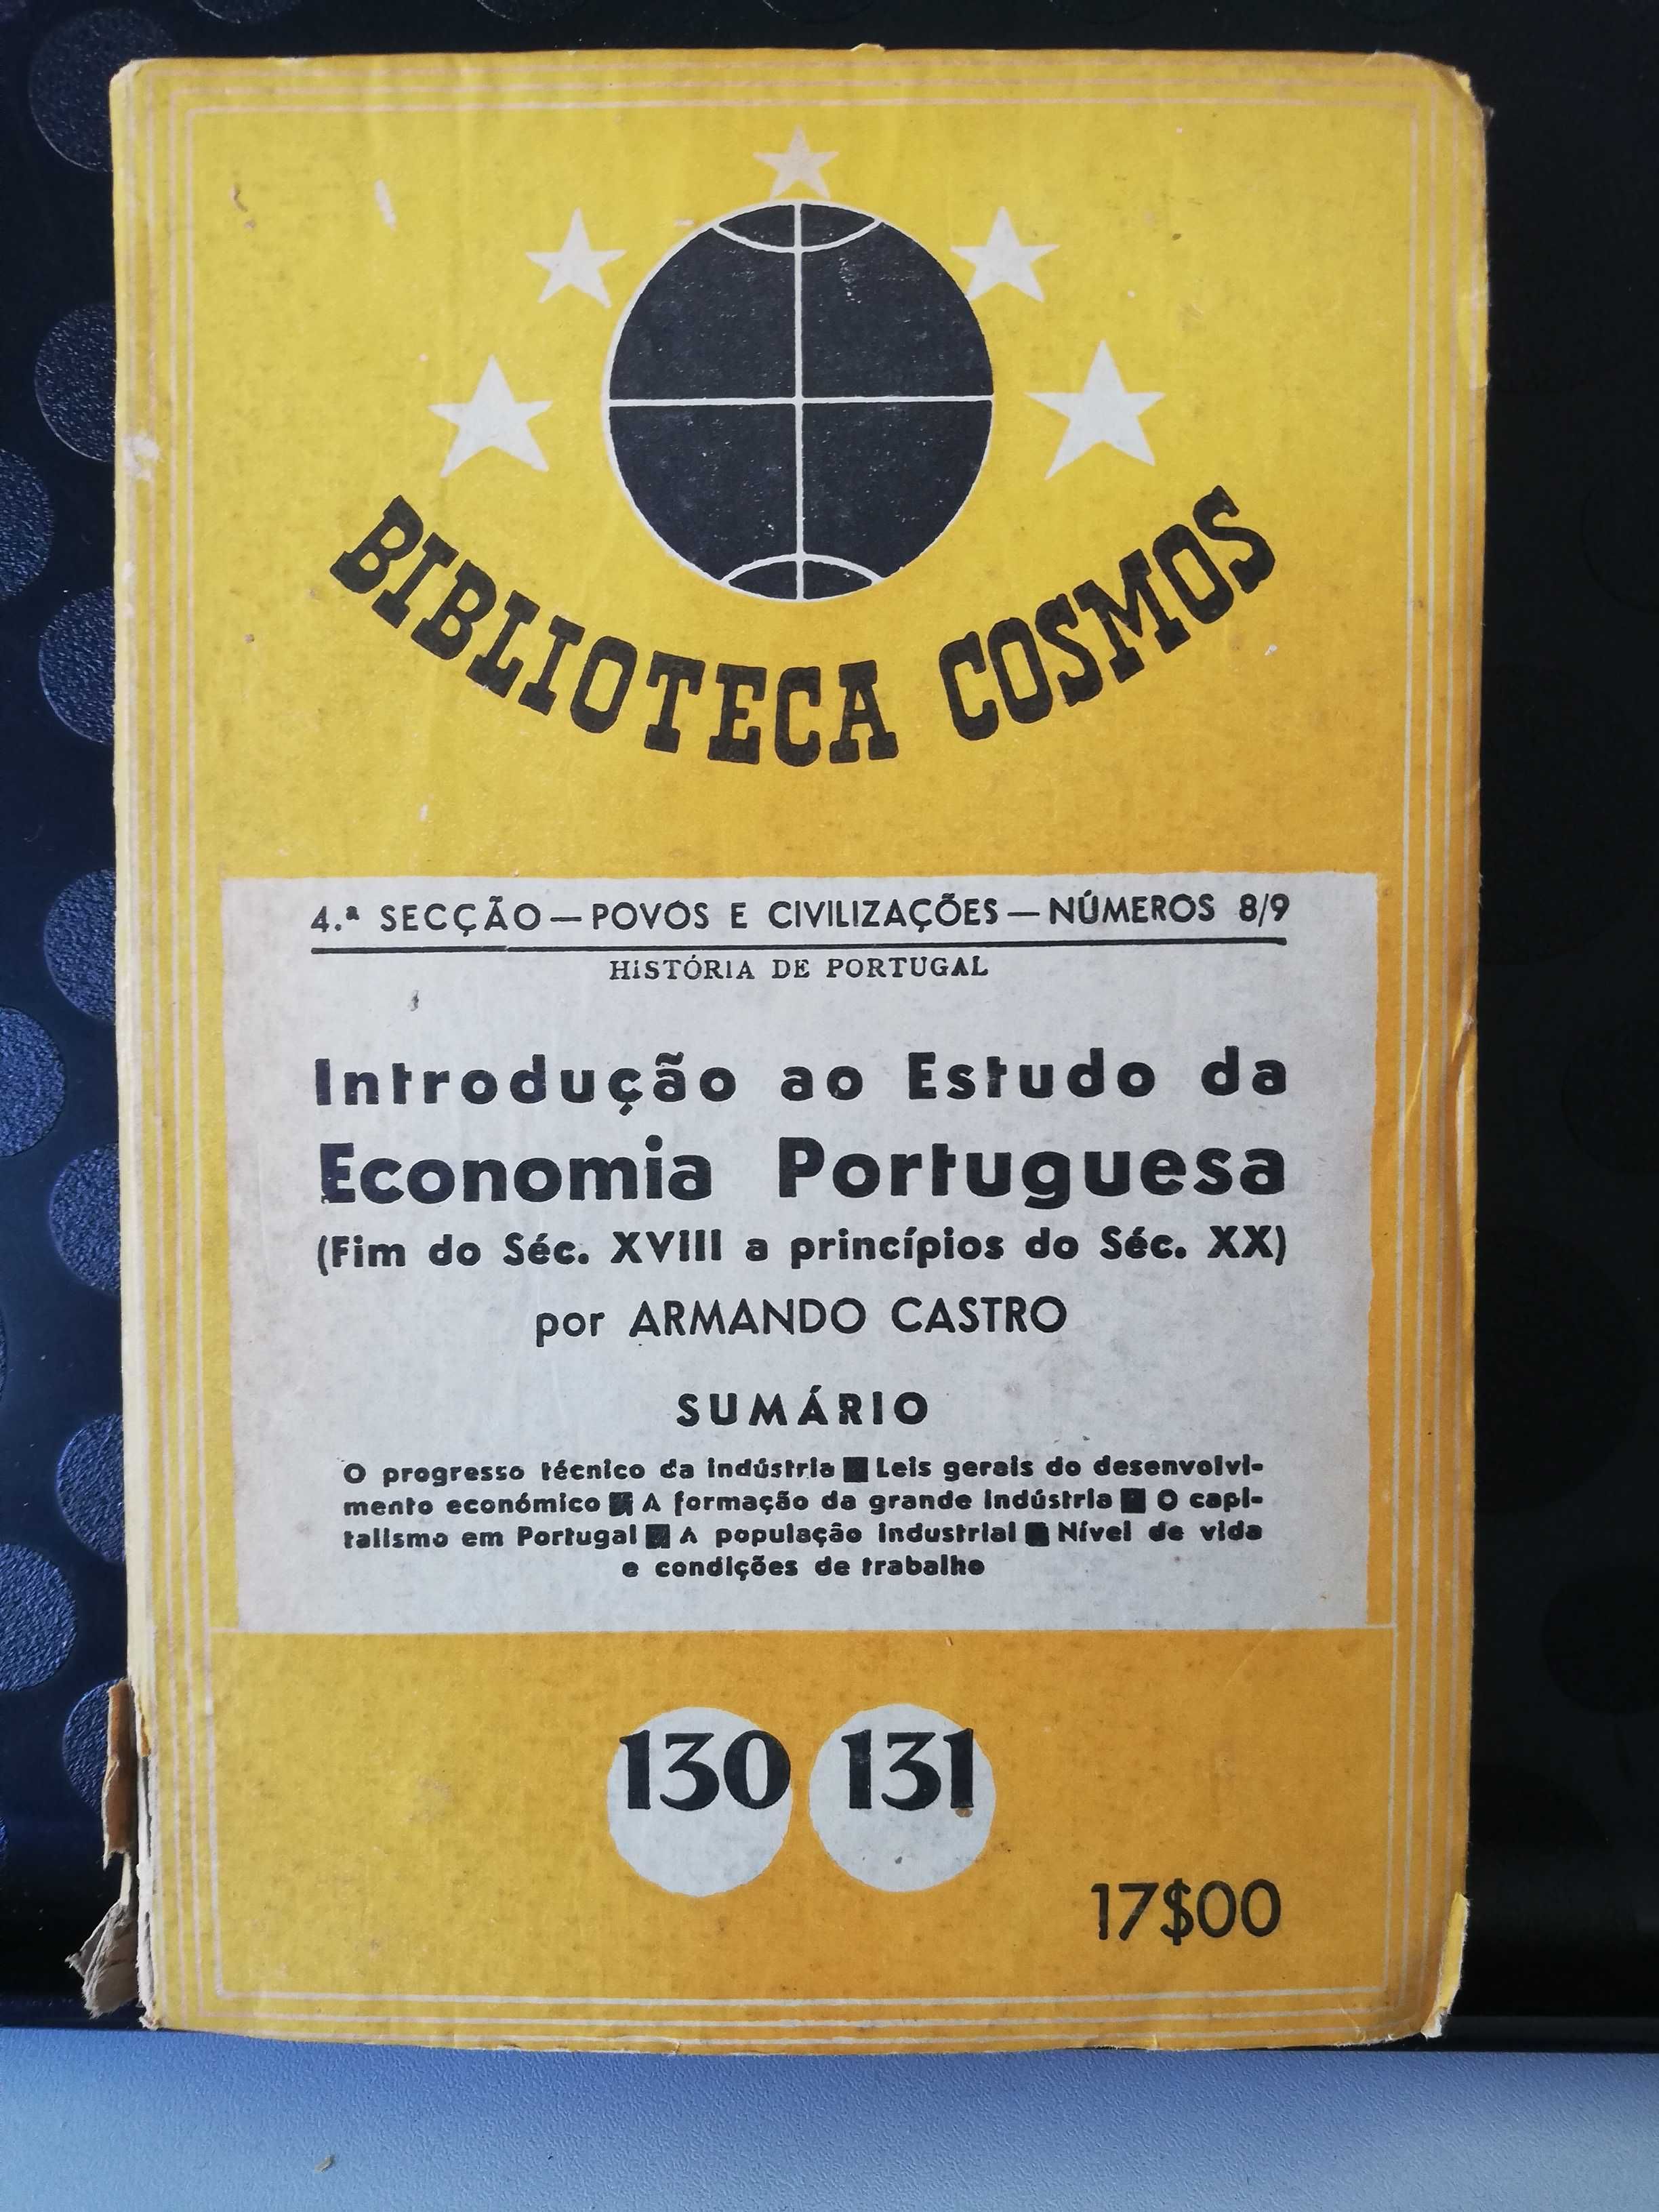 BIBLIOTECA COSMOS
4.ª SECÇÃO — POVOS E CIVILIZAÇÕES — NÚMEROS 8/9
HISTÓRIA DE PORTUGAL
Introdução ao Estudo da
Economia Portuguesa
(Fim do Séc. XVIII a princípios do Séc. XX)
por ARMANDO CASTRO
SUMÁRIO
O progresso técnico da indústria ■ Leis gerais do desenvolvi-
mento económico ■ A formação da grande indústria ■ O capi-
talismo em Portugal ■ A população industrial ■ Nível de vida
e condições de trabalho
130 131
17$00